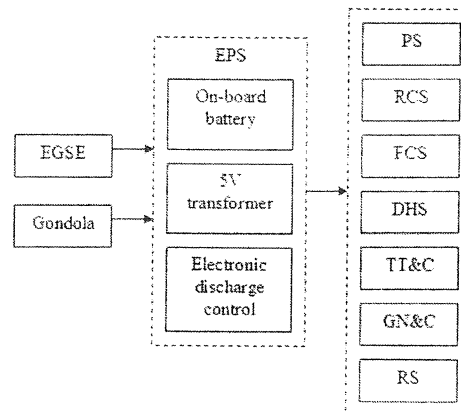 EPS
On-board
battery
5V
transformer
Electronic
discharge
control
EGSE
Gondola
PS
RCS
FCS
DHS
TT&C
GN&C
RS